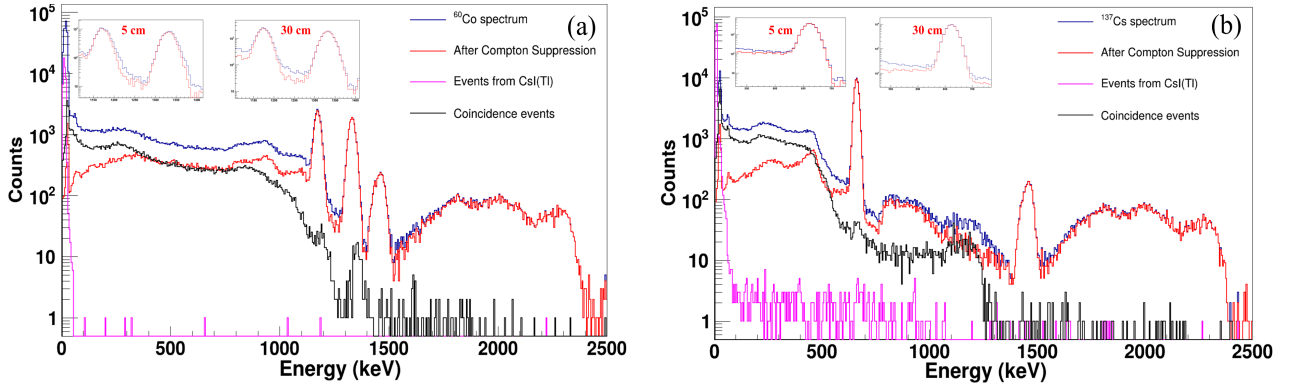 (a)
5 cm
30 cm
⁶⁰Co spectrum
After Compton Suppression
Events from CsI(Tl)
Coincidence events
Counts
10⁵
10⁴
10³
10²
10
1
0 500 1000 1500 2000 2500
Energy (keV)
(b)
5 cm
30 cm
¹³⁷Cs spectrum
After Compton Suppression
Events from CsI(Tl)
Coincidence events
Counts
10⁵
10⁴
10³
10²
10
1
0 500 1000 1500 2000 2500
Energy (keV)